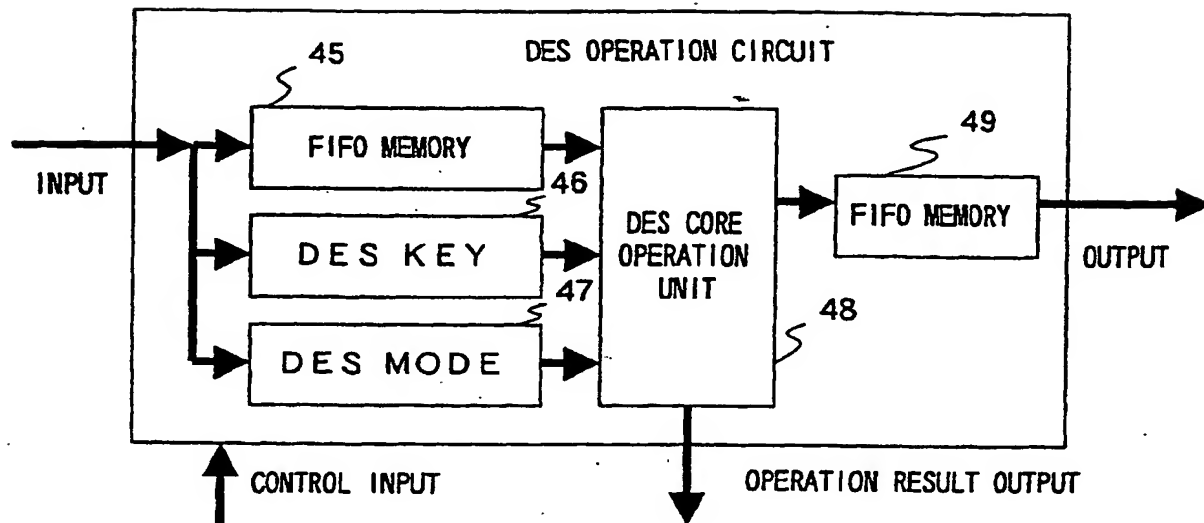 DES OPERATION CIRCUIT
45
FIFO MEMORY
INPUT
46
DES KEY
47
DES MODE
DES CORE
OPERATION
UNIT
48
49
FIFO MEMORY
OUTPUT
CONTROL INPUT
OPERATION RESULT OUTPUT